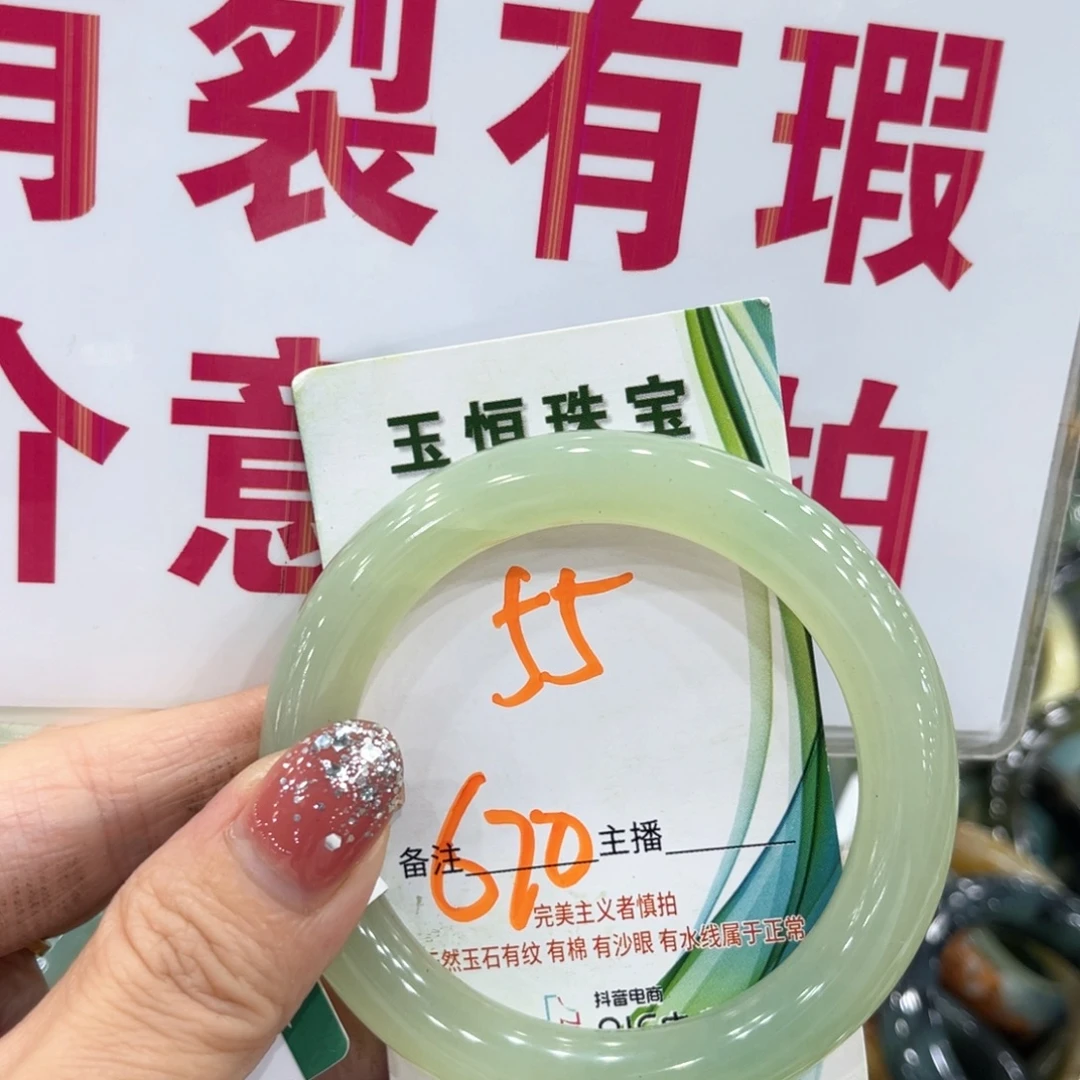 有裂有瑕
介意 拍
玉恒珠宝
55
670
备注 主播
完美主义者慎拍
天然玉石有纹 有棉 有沙眼 有水线属于正常
抖音电商